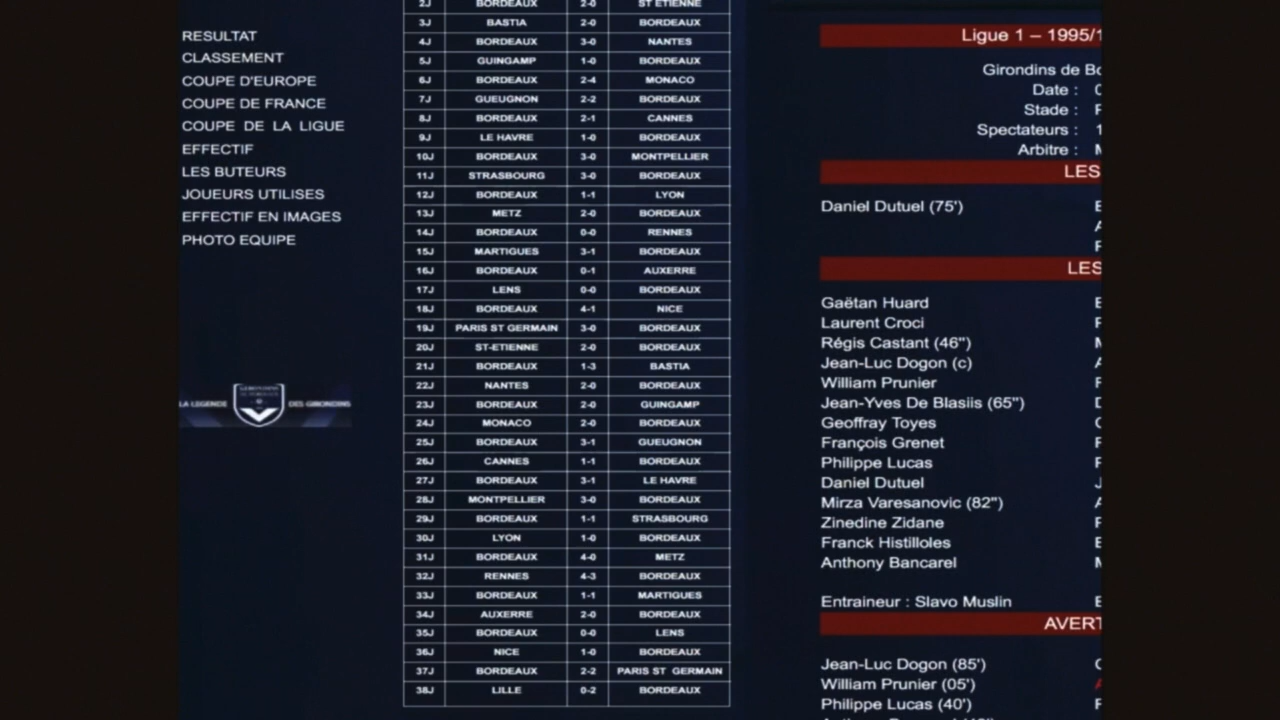 RESULTAT
CLASSEMENT
COUPE D'EUROPE
COUPE DE FRANCE
COUPE DE LA LIGUE
EFFECTIF
LES BUTEURS
JOUEURS UTILISES
EFFECTIF EN IMAGES
PHOTO EQUIPE
LA LEGENDE DES GIRONDINS
2J BORDEAUX 2-0 ST ETIENNE
3J BASTIA 2-0 BORDEAUX
4J BORDEAUX 3-0 NANTES
5J GUINGAMP 1-0 BORDEAUX
6J BORDEAUX 2-4 MONACO
7J GUEUGNON 2-2 BORDEAUX
8J BORDEAUX 2-1 CANNES
9J LE HAVRE 1-0 BORDEAUX
10J BORDEAUX 3-0 MONTPELLIER
11J STRASBOURG 3-0 BORDEAUX
12J BORDEAUX 1-1 LYON
13J METZ 2-0 BORDEAUX
14J BORDEAUX 0-0 RENNES
15J MARTIGUES 3-1 BORDEAUX
16J BORDEAUX 0-1 AUXERRE
17J LENS 0-0 BORDEAUX
18J BORDEAUX 4-1 NICE
19J PARIS ST GERMAIN 3-0 BORDEAUX
20J ST-ETIENNE 2-0 BORDEAUX
21J BORDEAUX 1-3 BASTIA
22J NANTES 2-0 BORDEAUX
23J BORDEAUX 2-0 GUINGAMP
24J MONACO 2-0 BORDEAUX
25J BORDEAUX 3-1 GUEUGNON
26J CANNES 1-1 BORDEAUX
27J BORDEAUX 3-1 LE HAVRE
28J MONTPELLIER 3-0 BORDEAUX
29J BORDEAUX 1-1 STRASBOURG
30J LYON 1-0 BORDEAUX
31J BORDEAUX 4-0 METZ
32J RENNES 4-3 BORDEAUX
33J BORDEAUX 1-1 MARTIGUES
34J AUXERRE 2-0 BORDEAUX
35J BORDEAUX 0-0 LENS
36J NICE 1-0 BORDEAUX
37J BORDEAUX 2-2 PARIS ST GERMAIN
38J LILLE 0-2 BORDEAUX
Ligue 1 – 1995/1
Girondins de Bo
Date :
Stade :
Spectateurs : 1
Arbitre : M
LES
Daniel Dutuel (75')
LES
Gaëtan Huard
Laurent Croci
Régis Castant (46")
Jean-Luc Dogon (c)
William Prunier
Jean-Yves De Blasiis (65")
Geoffray Toyes
François Grenet
Philippe Lucas
Daniel Dutuel
Mirza Varesanovic (82")
Zinedine Zidane
Franck Histilloles
Anthony Bancarel
Entraineur : Slavo Muslin
AVERT
Jean-Luc Dogon (85')
William Prunier (05')
Philippe Lucas (40')